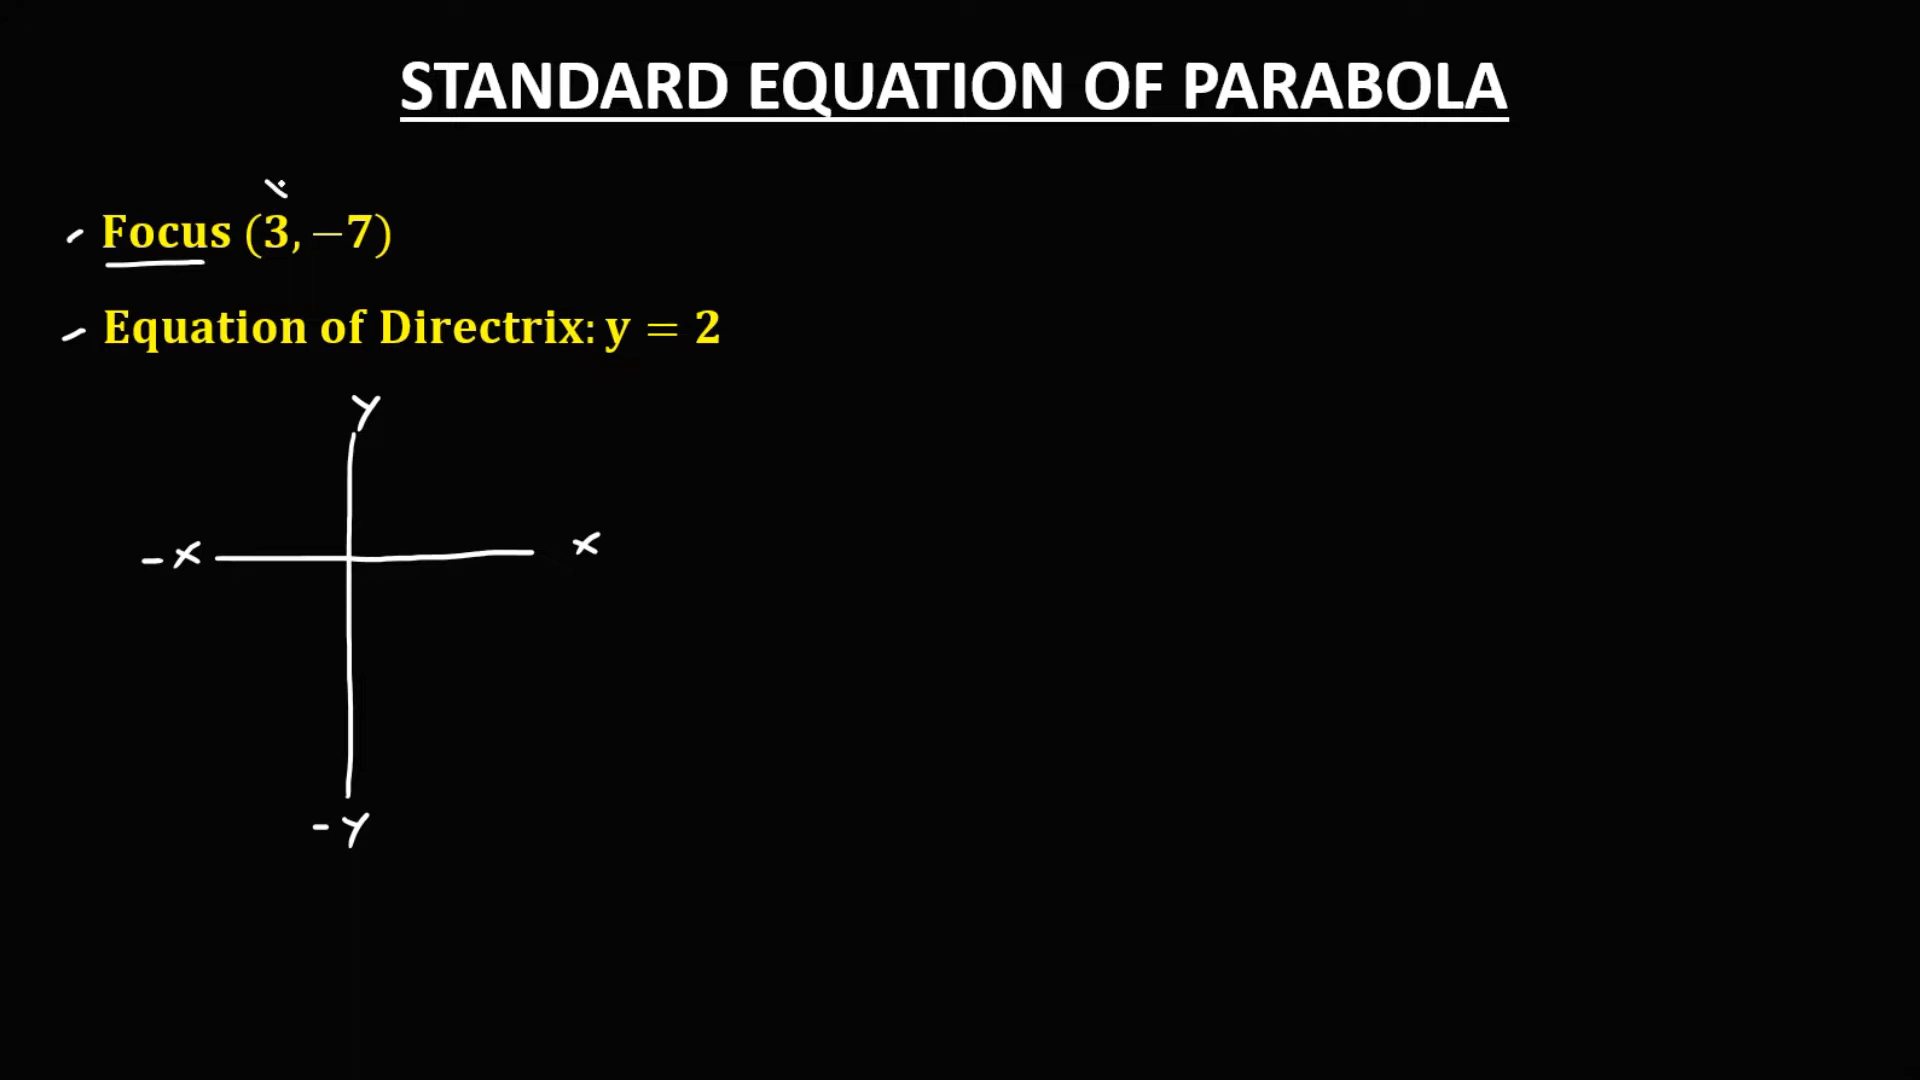 STANDARD EQUATION OF PARABOLA
Focus (3, −7)
Equation of Directrix: y = 2
y
-x
x
-y